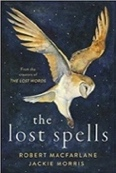 From the
creators of
THE LOST WORDS
the
lost spells
ROBERT MACFARLANE
JACKIE MORRIS